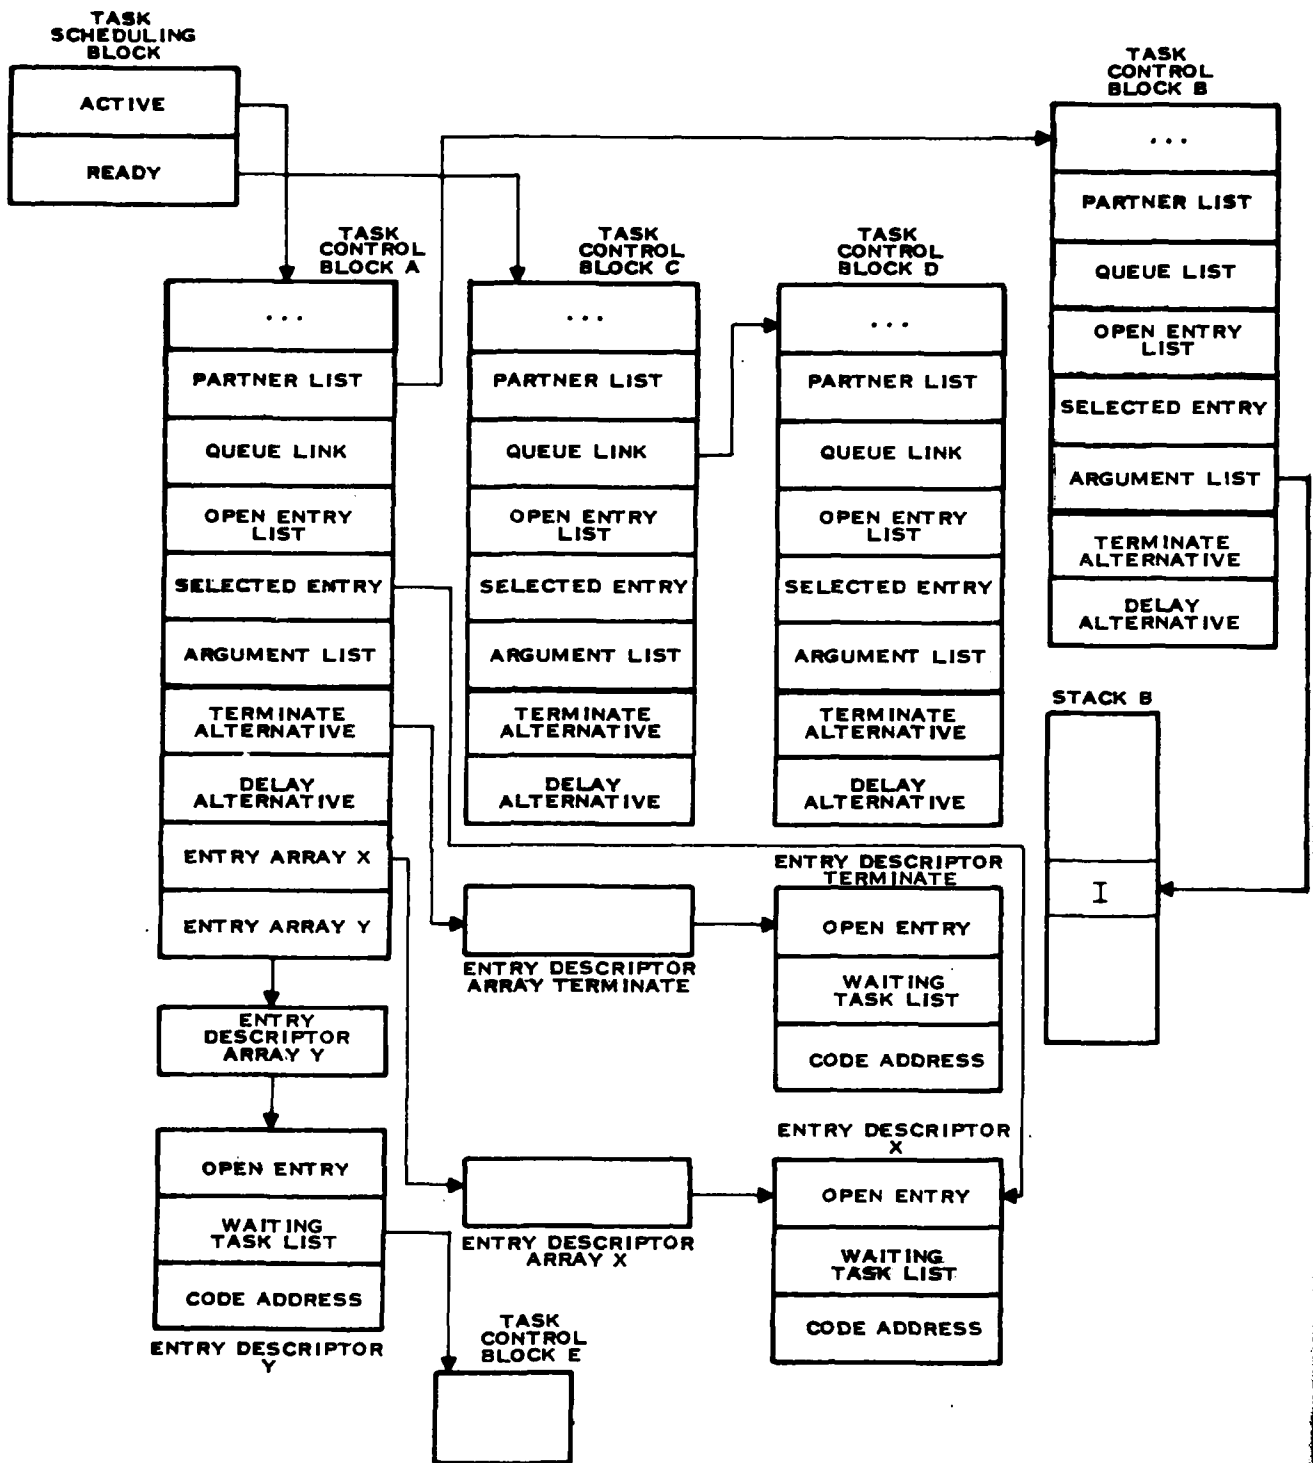 TASK
SCHEDULING
BLOCK
ACTIVE
READY
TASK
CONTROL
BLOCK B
...
PARTNER LIST
QUEUE LIST
OPEN ENTRY
LIST
SELECTED ENTRY
ARGUMENT LIST
TERMINATE
ALTERNATIVE
DELAY
ALTERNATIVE
TASK
CONTROL
BLOCK A
...
PARTNER LIST
QUEUE LINK
OPEN ENTRY
LIST
SELECTED ENTRY
ARGUMENT LIST
TERMINATE
ALTERNATIVE
DELAY
ALTERNATIVE
ENTRY ARRAY X
ENTRY ARRAY Y
TASK
CONTROL
BLOCK C
...
PARTNER LIST
QUEUE LINK
OPEN ENTRY
LIST
SELECTED ENTRY
ARGUMENT LIST
TERMINATE
ALTERNATIVE
DELAY
ALTERNATIVE
TASK
CONTROL
BLOCK D
...
PARTNER LIST
QUEUE LINK
OPEN ENTRY
LIST
SELECTED ENTRY
ARGUMENT LIST
TERMINATE
ALTERNATIVE
DELAY
ALTERNATIVE
STACK B
I
ENTRY DESCRIPTOR
ARRAY TERMINATE
ENTRY DESCRIPTOR
TERMINATE
OPEN ENTRY
WAITING
TASK LIST
CODE ADDRESS
ENTRY
DESCRIPTOR
ARRAY Y
OPEN ENTRY
WAITING
TASK LIST
CODE ADDRESS
ENTRY DESCRIPTOR
Y
ENTRY DESCRIPTOR
ARRAY X
ENTRY DESCRIPTOR
X
OPEN ENTRY
WAITING
TASK LIST
CODE ADDRESS
TASK
CONTROL
BLOCK E